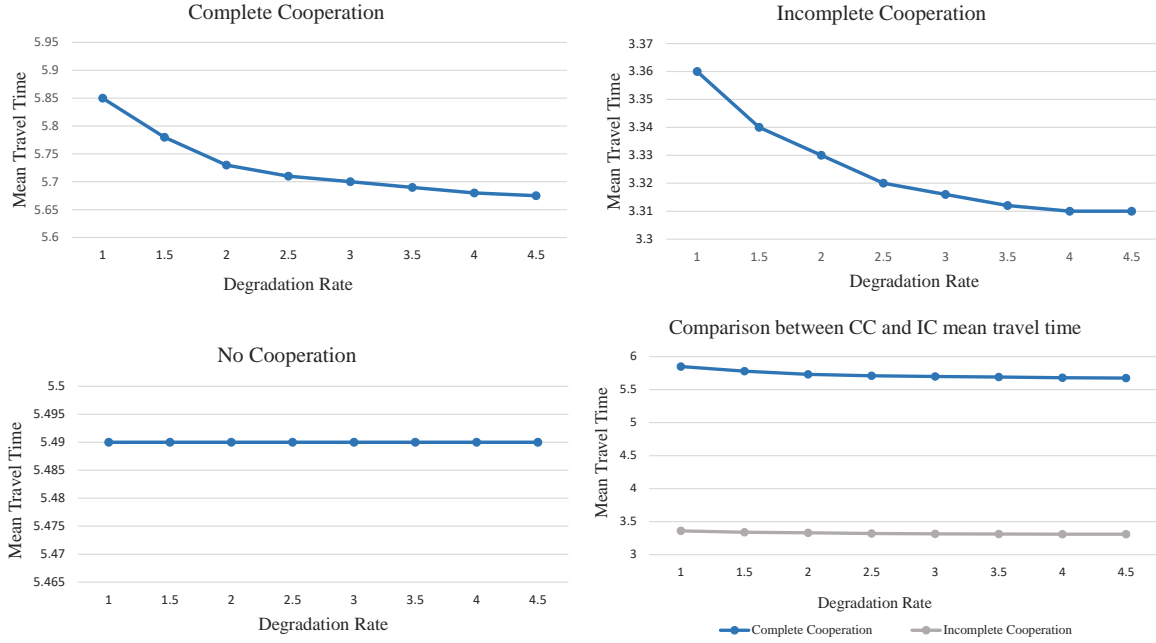 Complete Cooperation
5.95
5.9
5.85
5.8
5.75
5.7
5.65
5.6
Mean Travel Time
1 1.5 2 2.5 3 3.5 4 4.5
Degradation Rate
Incomplete Cooperation
3.37
3.36
3.35
3.34
3.33
3.32
3.31
3.3
Mean Travel Time
1 1.5 2 2.5 3 3.5 4 4.5
Degradation Rate
No Cooperation
5.5
5.495
5.49
5.485
5.48
5.475
5.47
5.465
Mean Travel Time
1 1.5 2 2.5 3 3.5 4 4.5
Degradation Rate
Comparison between CC and IC mean travel time
6
5.5
5
4.5
4
3.5
3
Mean Travel Time
1 1.5 2 2.5 3 3.5 4 4.5
Degradation Rate
Complete Cooperation Incomplete Cooperation